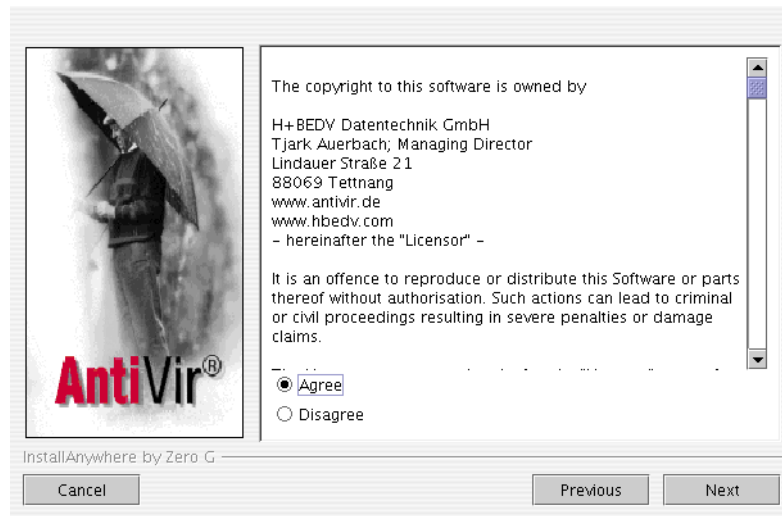 The copyright to this software is owned by
H+BEDV Datentechnik GmbH
Tjark Auerbach; Managing Director
Lindauer Straße 21
88069 Tettnang
www.antivir.de
www.hbedv.com
– hereinafter the "Licensor" –
It is an offence to reproduce or distribute this Software or parts
thereof without authorisation. Such actions can lead to criminal
or civil proceedings resulting in severe penalties or damage
claims.
AntiVir®
Agree
Disagree
InstallAnywhere by Zero G
Cancel
Previous
Next